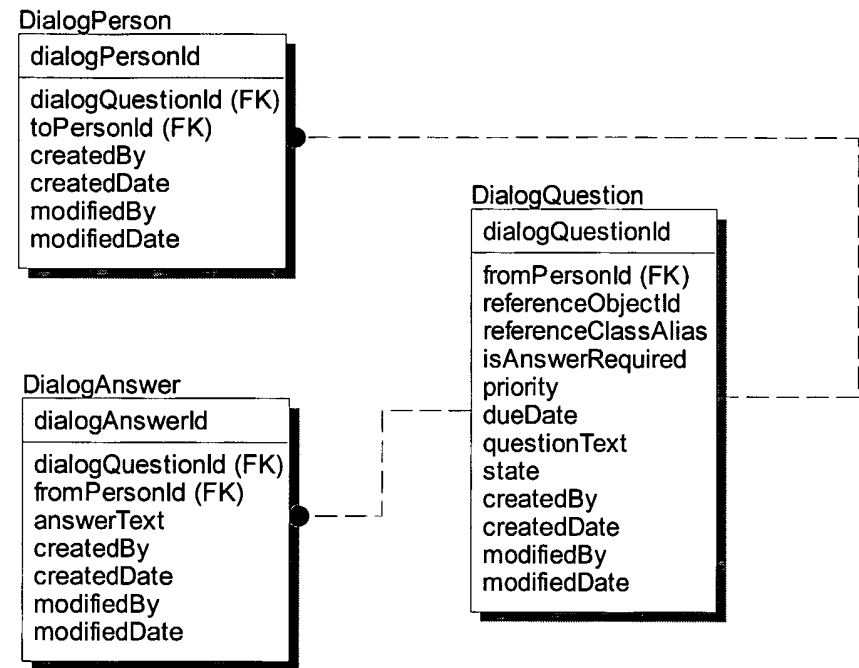 DialogPerson
dialogPersonId
dialogQuestionId (FK)
toPersonId (FK)
createdBy
createdDate
modifiedBy
modifiedDate
DialogQuestion
dialogQuestionId
fromPersonId (FK)
referenceObjectId
referenceClassAlias
isAnswerRequired
priority
dueDate
questionText
state
createdBy
createdDate
modifiedBy
modifiedDate
DialogAnswer
dialogAnswerId
dialogQuestionId (FK)
fromPersonId (FK)
answerText
createdBy
createdDate
modifiedBy
modifiedDate